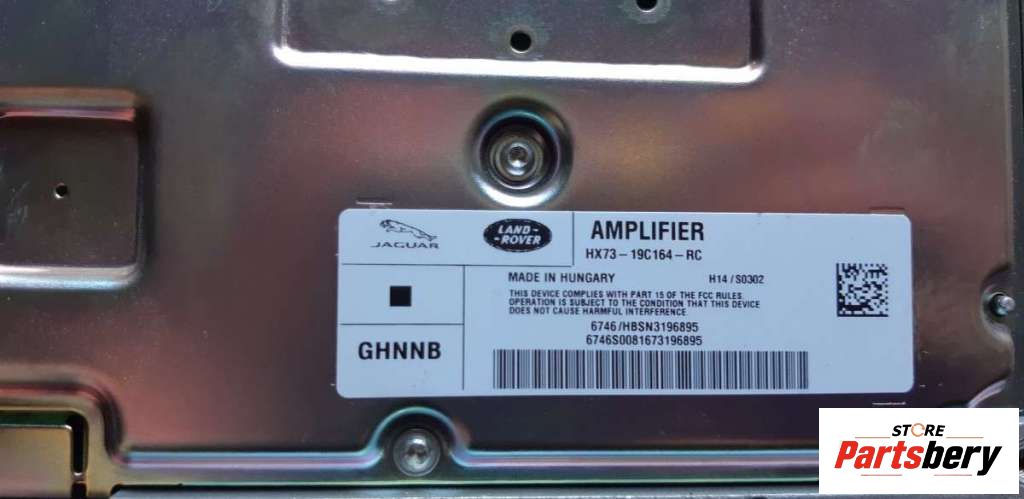 JAGUAR
LAND-
-ROVER
AMPLIFIER
HX73-19C164-RC
MADE IN HUNGARY H14/S0302
THIS DEVICE COMPLIES WITH PART 15 OF THE FCC RULES.
OPERATION IS SUBJECT TO THE CONDITION THAT THIS DEVICE
DOES NOT CAUSE HARMFUL INTERFERENCE.
6746/HBSN3196895
6746S0081673196895
GHNNB
STORE
Partsbery